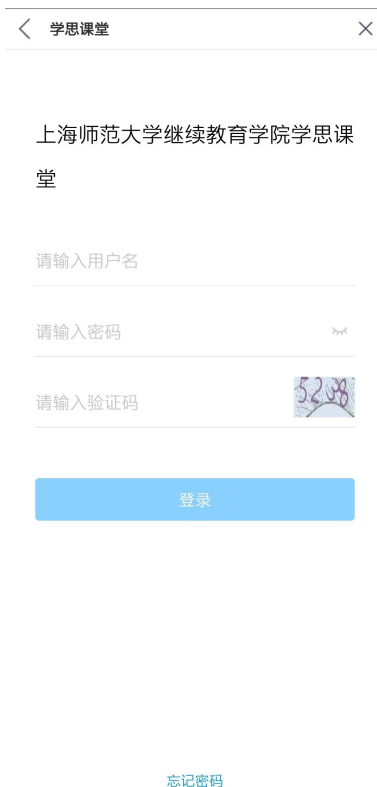 学思课堂
上海师范大学继续教育学院学思课
堂
请输入用户名
请输入密码
请输入验证码
登录
忘记密码